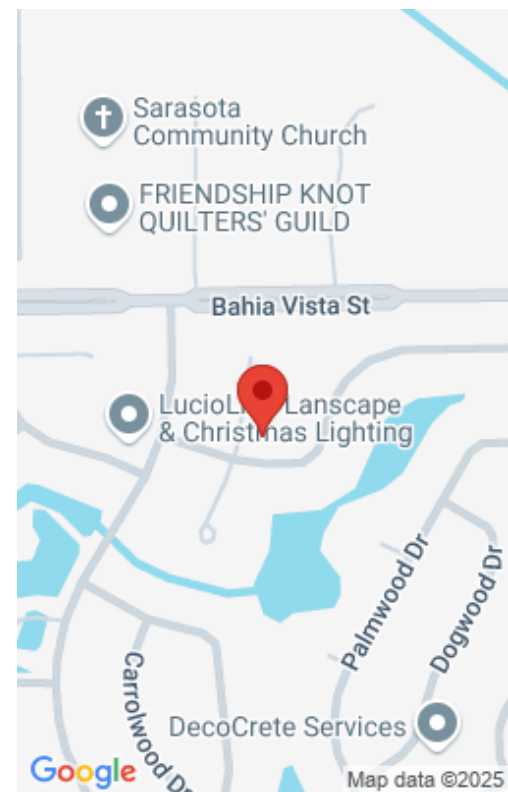 Sarasota
Community Church
FRIENDSHIP KNOT
QUILTERS' GUILD
Bahia Vista St
Lanscape
& Christmas Lighting
Palmwood Dr
Dogwood Dr
Carrolwood Dr
DecoCrete Services
Google
Map data ©2025